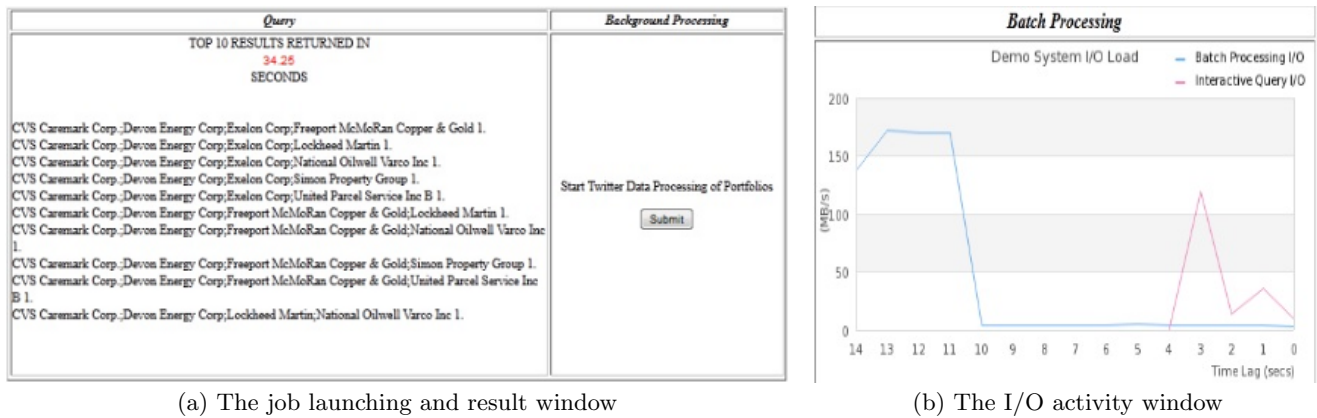 Query
Background Processing
TOP 10 RESULTS RETURNED IN
34.25
SECONDS
CVS Caremark Corp.;Devon Energy Corp;Exelon Corp;Freeport McMoRan Copper & Gold 1.
CVS Caremark Corp.;Devon Energy Corp;Exelon Corp;Lockheed Martin 1.
CVS Caremark Corp.;Devon Energy Corp;Exelon Corp;National Oilwell Varco Inc 1.
CVS Caremark Corp.;Devon Energy Corp;Exelon Corp;Simon Property Group 1.
CVS Caremark Corp.;Devon Energy Corp;Exelon Corp;United Parcel Service Inc B 1.
CVS Caremark Corp.;Devon Energy Corp;Freeport McMoRan Copper & Gold;Lockheed Martin 1.
CVS Caremark Corp.;Devon Energy Corp;Freeport McMoRan Copper & Gold;National Oilwell Varco Inc
1.
CVS Caremark Corp.;Devon Energy Corp;Freeport McMoRan Copper & Gold;Simon Property Group 1.
CVS Caremark Corp.;Devon Energy Corp;Freeport McMoRan Copper & Gold;United Parcel Service Inc
B 1.
CVS Caremark Corp.;Devon Energy Corp;Lockheed Martin;National Oilwell Varco Inc 1.
Start Twitter Data Processing of Portfolios
Submit
(a) The job launching and result window
Batch Processing
Demo System I/O Load
Batch Processing I/O
Interactive Query I/O
(MB/s)
200
150
100
50
0
14 13 12 11 10 9 8 7 6 5 4 3 2 1 0
Time Lag (secs)
(b) The I/O activity window